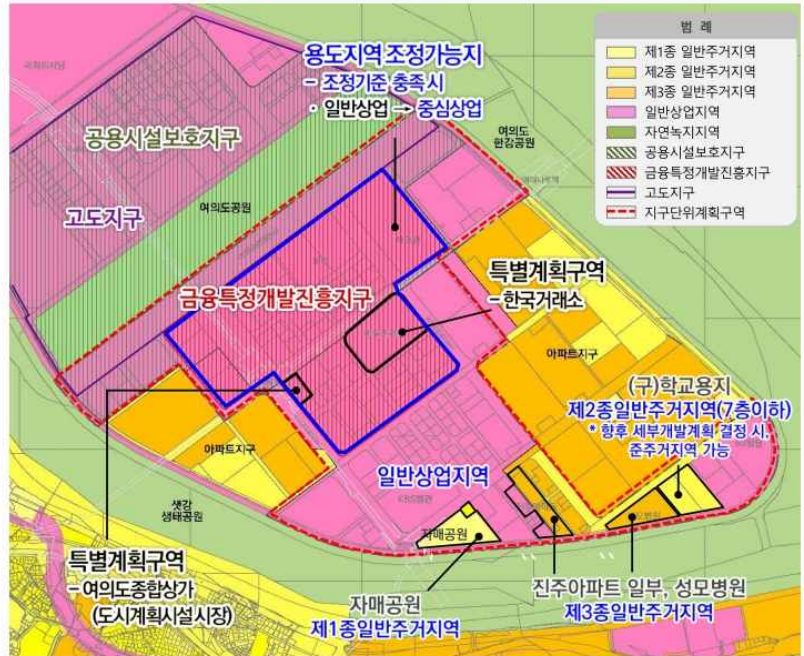 용도지역 조정가능지
- 조정기준 충족 시
· 일반상업 → 중심상업
범 례
제1종 일반주거지역
제2종 일반주거지역
제3종 일반주거지역
일반상업지역
자연녹지지역
공용시설보호지구
금융특정개발진흥지구
고도지구
지구단위계획구역
국회의사당
공용시설보호지구
여의도
한강공원
여의나루역
고도지구
여의도공원
금융특정개발진흥지구
특별계획구역
- 한국거래소
아파트지구
(구)학교용지
제2종일반주거지역(7층이하)
* 향후 세부개발계획 결정 시,
준주거지역 가능
아파트지구
일반상업지역
샛강
생태공원
자매공원
특별계획구역
- 여의도종합상가
(도시계획시설 시장)
자매공원
제1종일반주거지역
진주아파트 일부, 성모병원
제3종일반주거지역